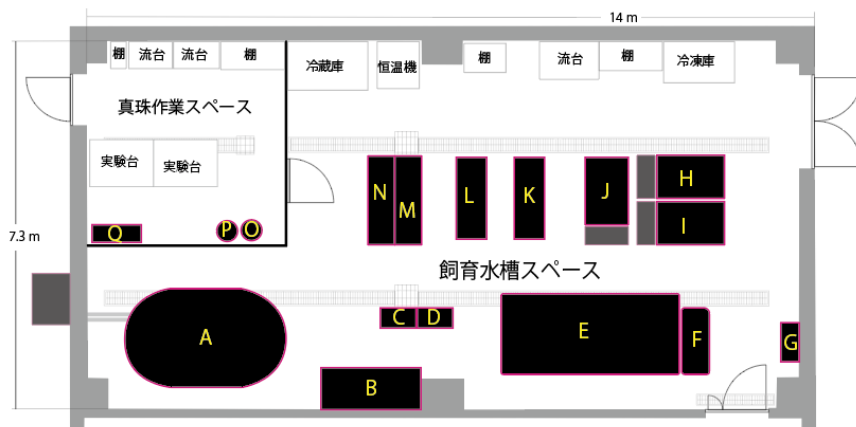 14 m
棚
流台
流台
棚
冷蔵庫
恒温機
棚
流台
棚
冷凍庫
真珠作業スペース
実験台
実験台
N
M
L
K
J
H
I
Q
P
O
7.3 m
飼育水槽スペース
A
C
D
E
F
G
B